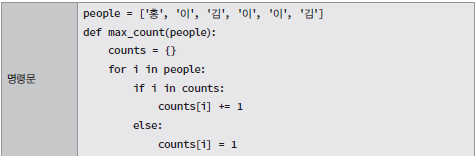 people = ['홍', '이', '김', '이', '이', '김']
def max_count(people):
counts = {}
for i in people:
명령문
if i in counts:
counts[i] += 1
else:
counts[i] = 1